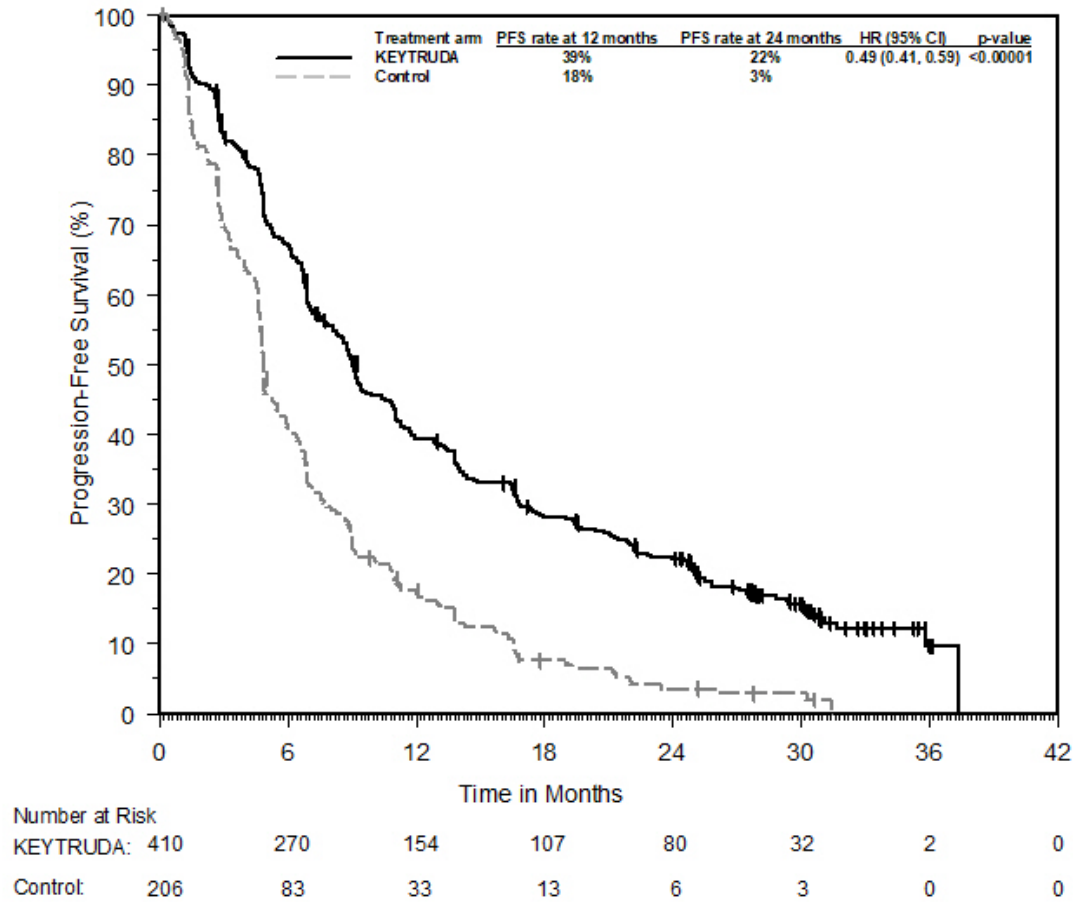 Treatment arm PFS rate at 12 months PFS rate at 24 months HR (95% CI) p-value
KEYTRUDA 39% 22% 0.49 (0.41, 0.59) <0.00001
Control 18% 3%
100
90
80
70
60
50
40
30
20
10
0
Progression-Free Survival (%)
0 6 12 18 24 30 36 42
Time in Months
Number at Risk
KEYTRUDA: 410 270 154 107 80 32 2 0
Control: 206 83 33 13 6 3 0 0